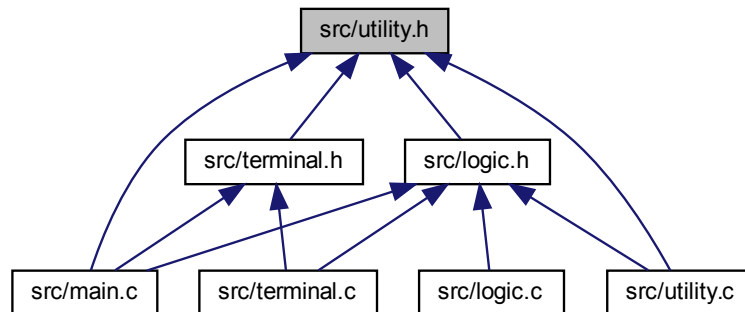 src/utility.h
src/terminal.h
src/logic.h
src/main.c
src/terminal.c
src/logic.c
src/utility.c